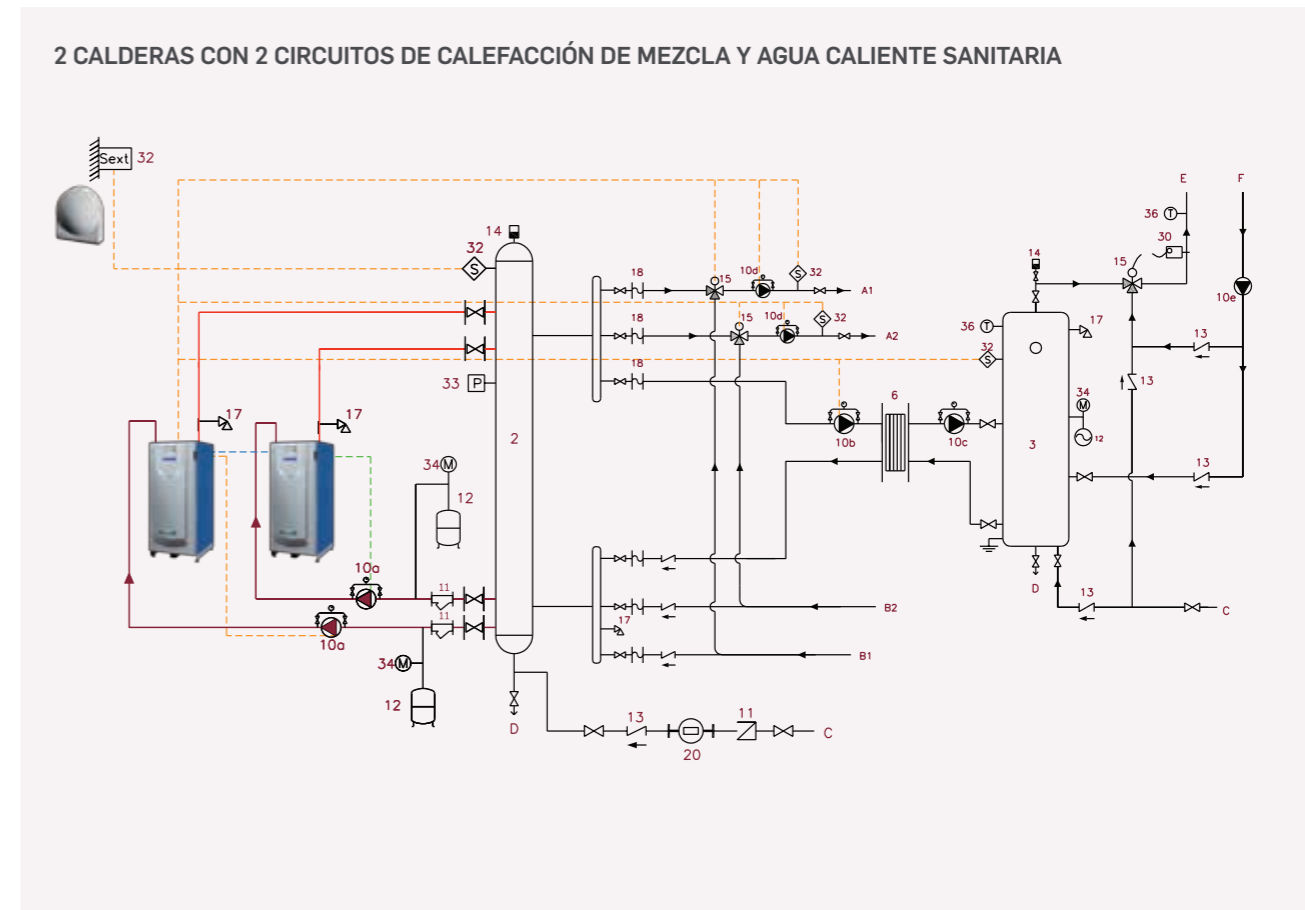 2 CALDERAS CON 2 CIRCUITOS DE CALEFACCIÓN DE MEZCLA Y AGUA CALIENTE SANITARIA
Sext 32
E F
36 T
30
14
32
S
14
15
18 15 10d S 32
A1
10e
18 15 10d S 32
A2
36 T 17
13
32
S
33 P
18
13
34
M
17 17
6
2
10b 10c
3
12
34 M
12
13
10a
11
D
13
B2
C
11
17
10a
B1
34 M
12
D
13 11
C
20